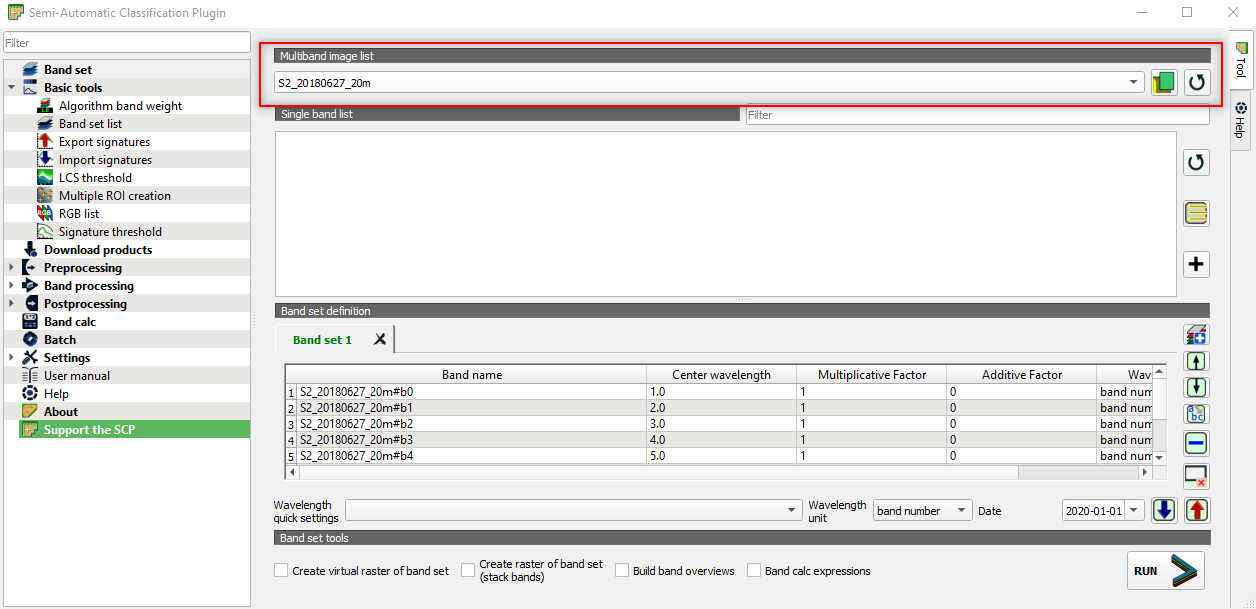 Semi-Automatic Classification Plugin
Filter
Band set
Basic tools
Algorithm band weight
Band set list
Export signatures
Import signatures
LCS threshold
Multiple ROI creation
RGB list
Signature threshold
Download products
Preprocessing
Band processing
Postprocessing
Band calc
Batch
Settings
User manual
Help
About
Support the SCP
Multiband image list
S2_20180627_20m
Single band list
Filter
Band set definition
Band set 1
Band name Center wavelength Multiplicative Factor Additive Factor Wav
1 S2_20180627_20m#b0 1.0 1 0 band num
2 S2_20180627_20m#b1 2.0 1 0 band num
3 S2_20180627_20m#b2 3.0 1 0 band num
4 S2_20180627_20m#b3 4.0 1 0 band num
5 S2_20180627_20m#b4 5.0 1 0 band num
Wavelength
quick settings
Wavelength
unit
band number
Date
2020-01-01
Band set tools
Create virtual raster of band set
Create raster of band set
(stack bands)
Build band overviews
Band calc expressions
RUN
Tool
Help